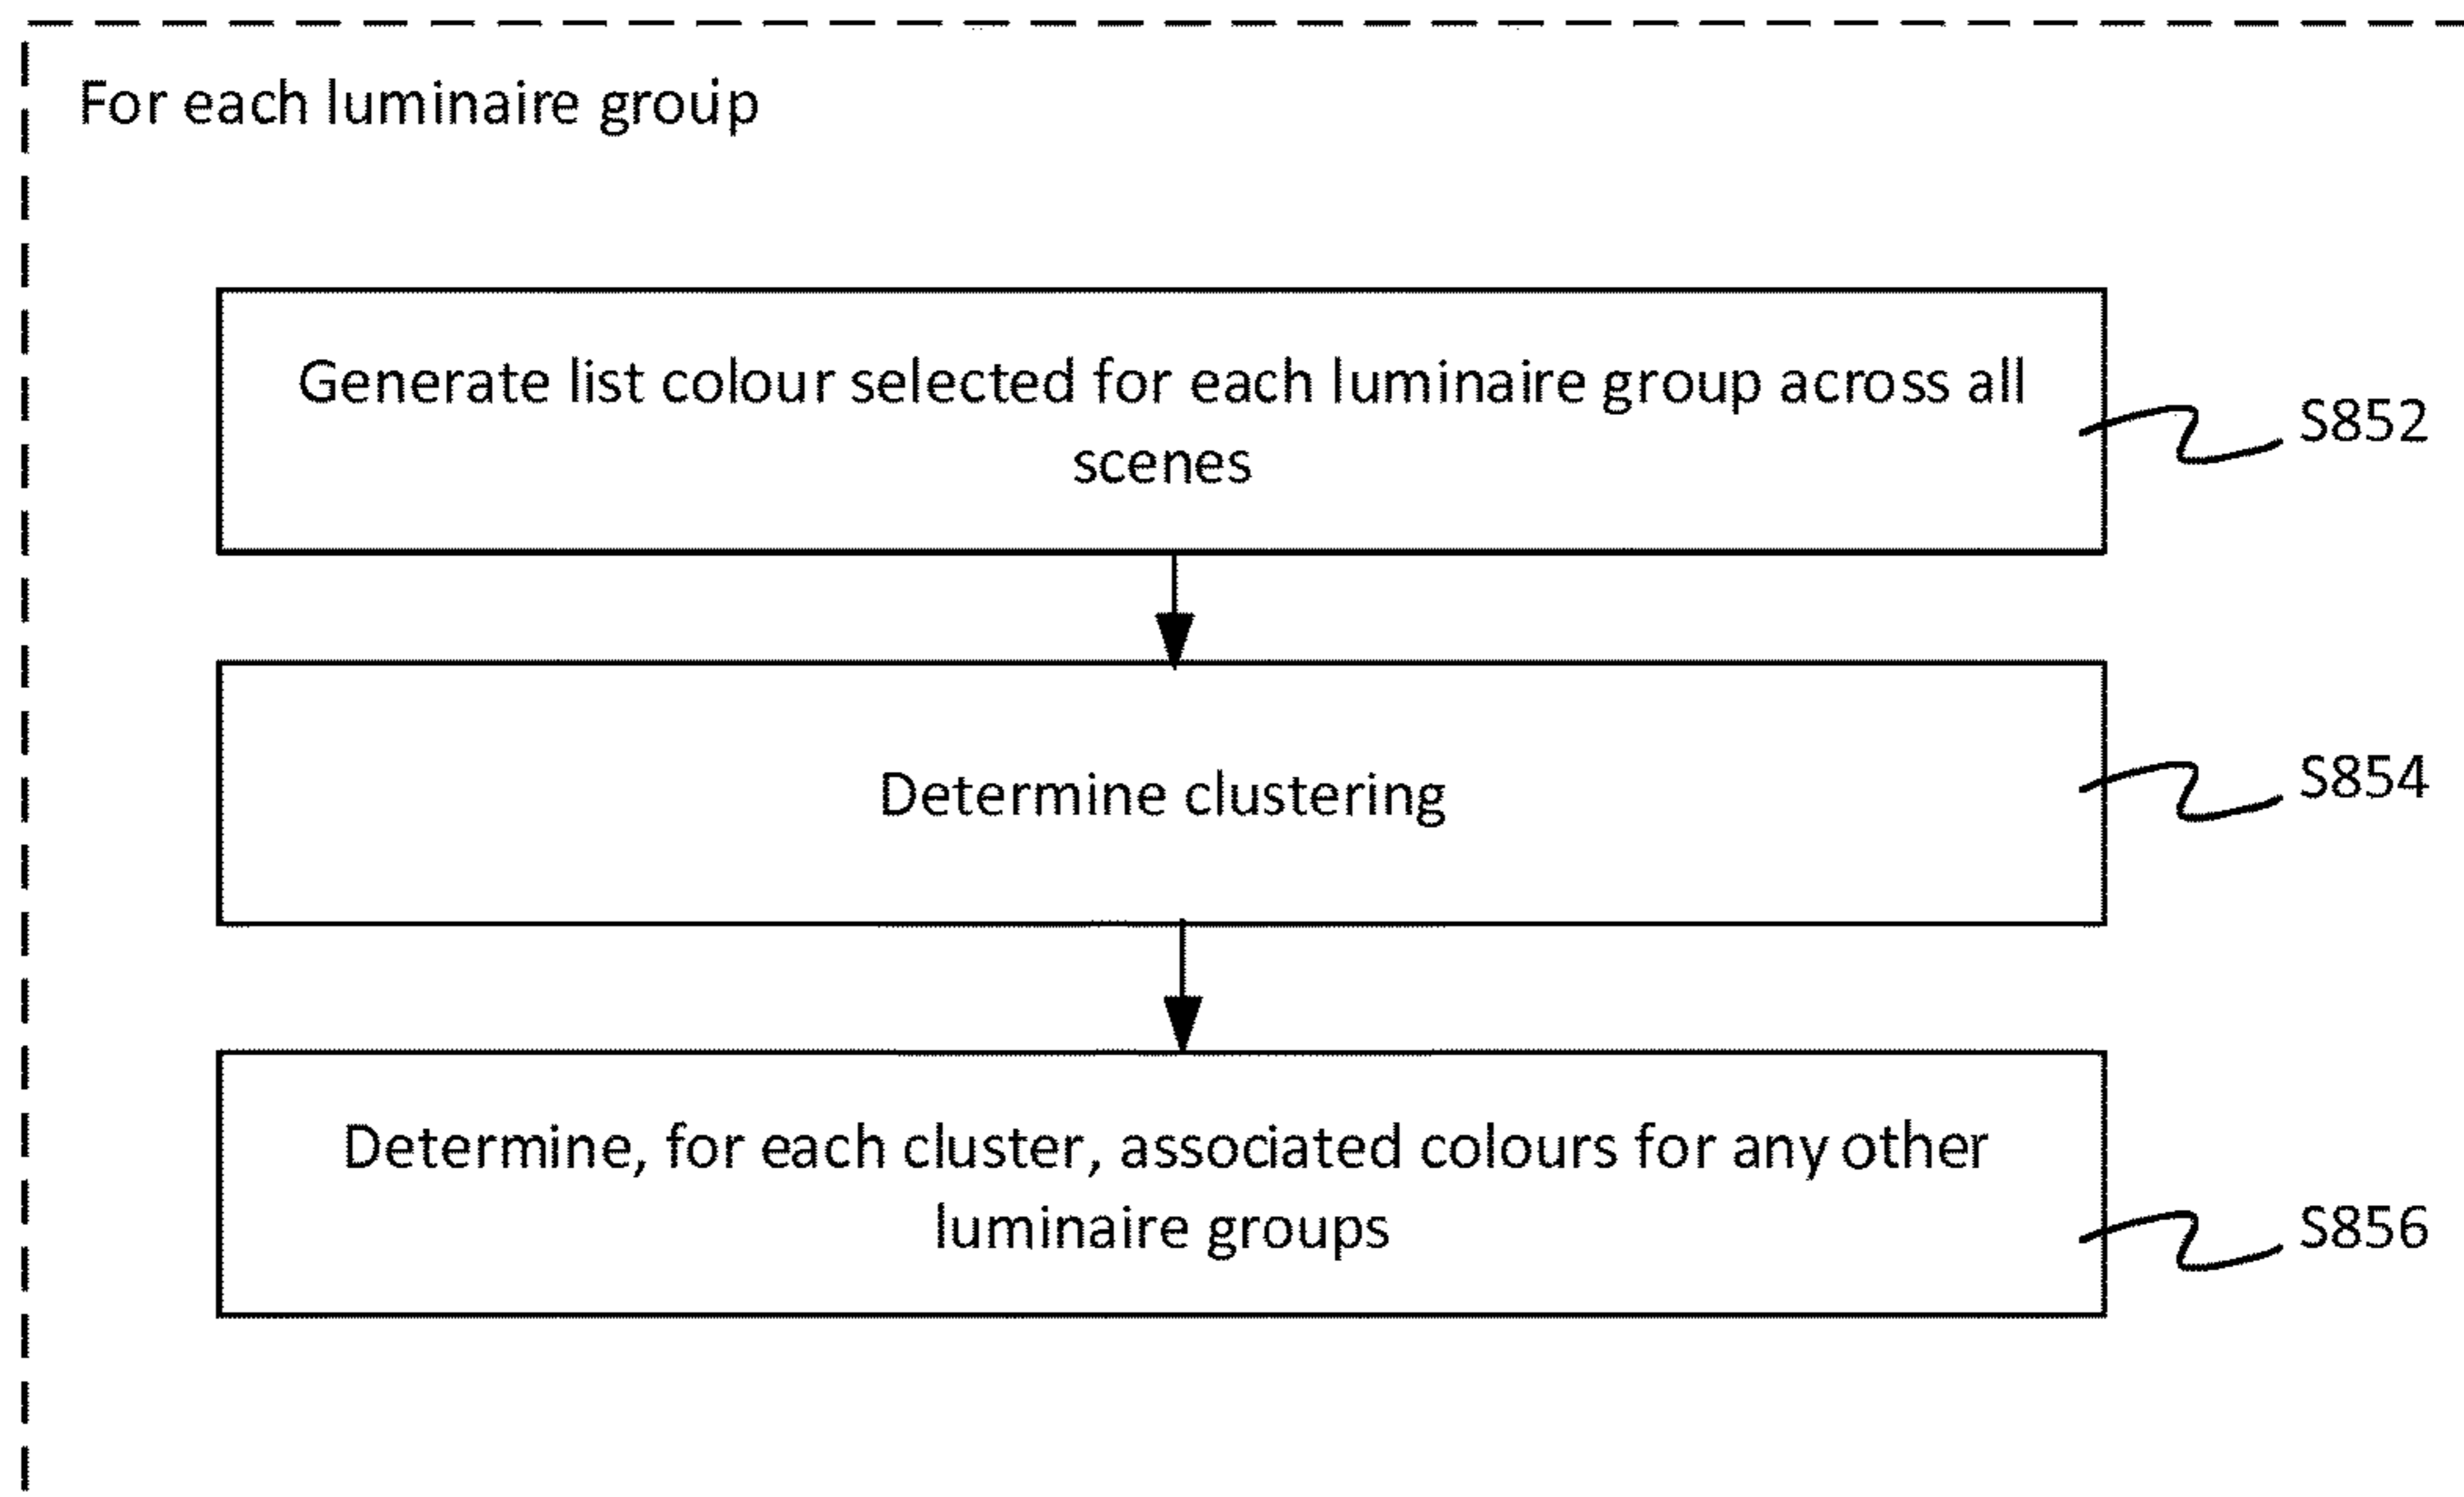 For each luminaire group
Generate list colour selected for each luminaire group across all
scenes
S852
Determine clustering
S854
Determine, for each cluster, associated colours for any other
luminaire groups
S856